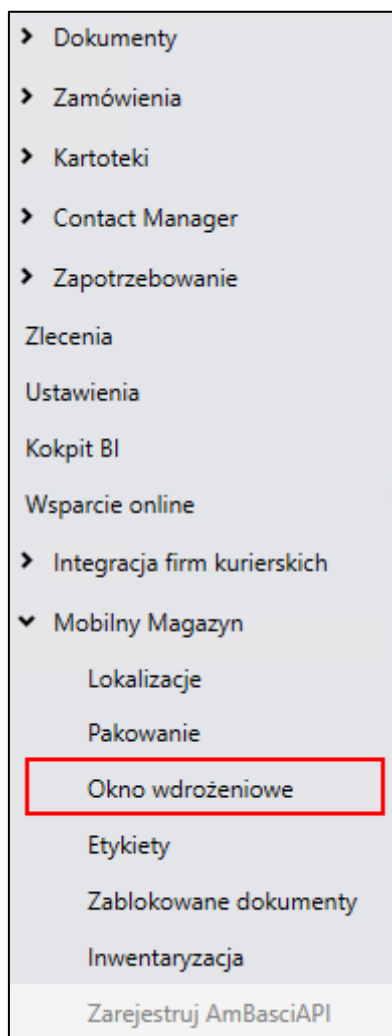 Dokumenty
Zamówienia
Kartoteki
Contact Manager
Zapotrzebowanie
Zlecenia
Ustawienia
Kokpit BI
Wsparcie online
Integracja firm kurierskich
Mobilny Magazyn
Lokalizacje
Pakowanie
Okno wdrożeniowe
Etykiety
Zablokowane dokumenty
Inwentaryzacja
Zarejestruj AmBasciAPI